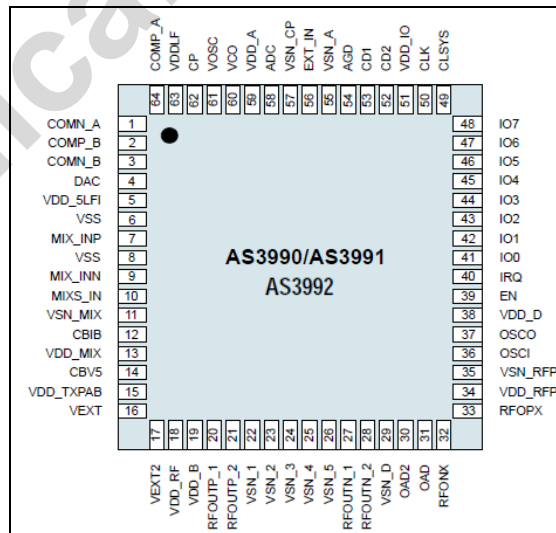 COMP_A
VDDLF
CP
VOSC
VCO
VDD_A
ADC
VSN_CP
EXT_IN
VSN_A
AGD
CD1
CD2
VDD_IO
CLK
CLSYS
64 63 62 61 60 59 58 57 56 55 54 53 52 51 50 49
COMN_A 1
COMP_B 2
COMN_B 3
DAC 4
VDD_5LFI 5
VSS 6
MIX_INP 7
VSS 8
MIX_INN 9
MIXS_IN 10
VSN_MIX 11
CBIB 12
VDD_MIX 13
CBV5 14
VDD_TXPAB 15
VEXT 16
AS3990/AS3991
AS3992
48 IO7
47 IO6
46 IO5
45 IO4
44 IO3
43 IO2
42 IO1
41 IO0
40 IRQ
39 EN
38 VDD_D
37 OSCO
36 OSCI
35 VSN_RFP
34 VDD_RFP
33 RFOPX
17 18 19 20 21 22 23 24 25 26 27 28 29 30 31 32
VEXT2
VDD_RF
VDD_B
RFOUTP_1
RFOUTP_2
VSN_1
VSN_2
VSN_3
VSN_4
VSN_5
RFOUTN_1
RFOUTN_2
VSN_D
OAD2
OAD
RFONX